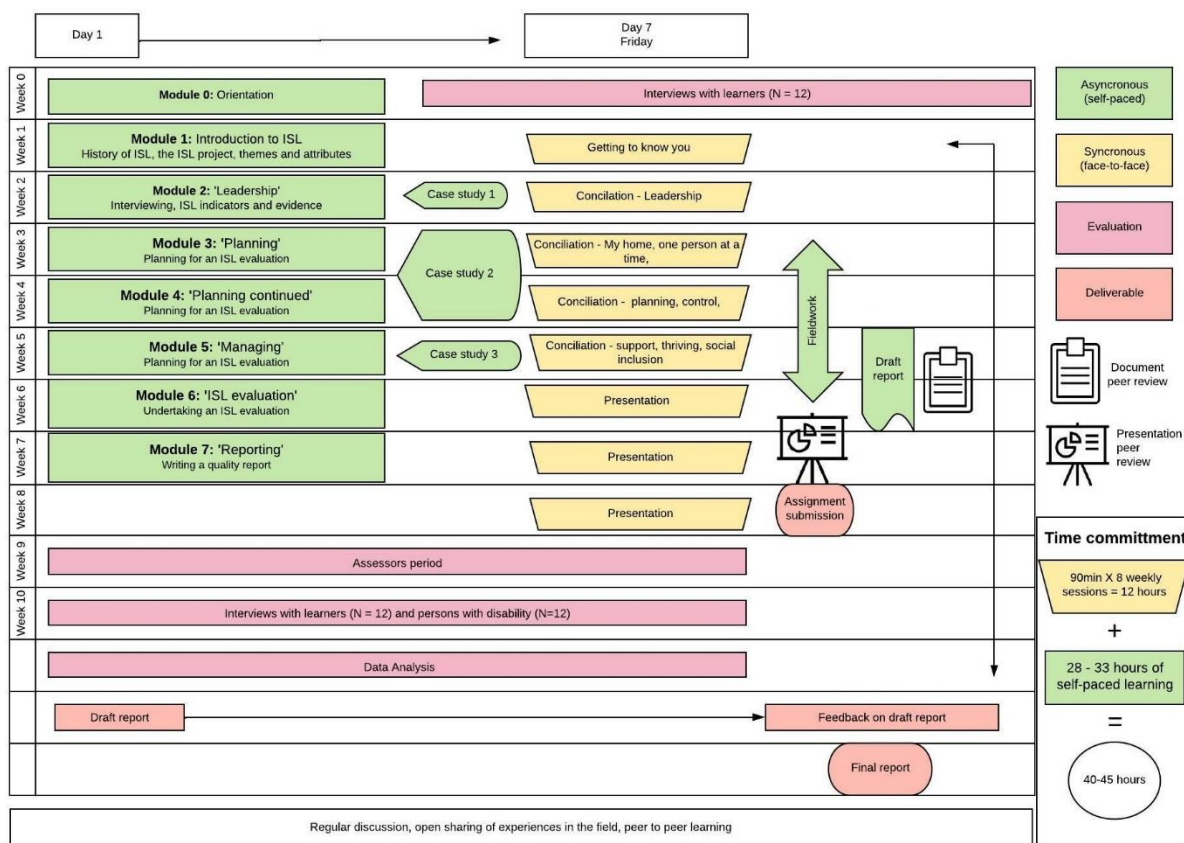 Day 1
Day 7
Friday
Week 0
Module 0: Orientation
Interviews with learners (N = 12)
Week 1
Module 1: Introduction to ISL
History of ISL, the ISL project, themes and attributes
Getting to know you
Week 2
Module 2: 'Leadership'
Interviewing, ISL indicators and evidence
Case study 1
Concilation - Leadership
Week 3
Module 3: 'Planning'
Planning for an ISL evaluation
Case study 2
Conciliation - My home, one person at a
time,
Week 4
Module 4: 'Planning continued'
Planning for an ISL evaluation
Conciliation -  planning, control,
Fieldwork
Week 5
Module 5: 'Managing'
Planning for an ISL evaluation
Case study 3
Conciliation - support, thriving, social
inclusion
Draft
report
Week 6
Module 6: 'ISL evaluation'
Undertaking an ISL evaluation
Presentation
Week 7
Module 7: 'Reporting'
Writing a quality report
Presentation
Week 8
Presentation
Assignment
submission
Week 9
Assessors period
Week 10
Interviews with learners (N = 12) and persons with disability (N=12)
Data Analysis
Draft report
Feedback on draft report
Final report
Regular discussion, open sharing of experiences in the field, peer to peer learning
Asyncronous
(self-paced)
Syncronous
(face-to-face)
Evaluation
Deliverable
Document
peer review
Presentation
peer
review
Time committment
90min X 8 weekly
sessions = 12 hours
+
28 - 33 hours of
self-paced learning
=
40-45 hours